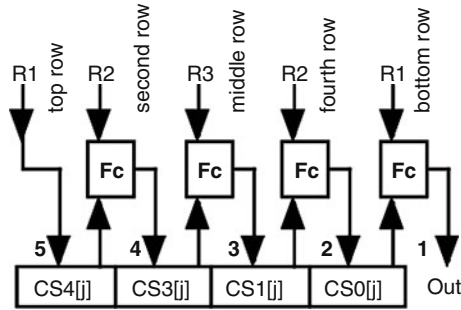 R1 top row R2 second row R3 middle row R2 fourth row R1 bottom row
Fc Fc Fc Fc
5 4 3 2 1
CS4[j] CS3[j] CS1[j] CS0[j] Out